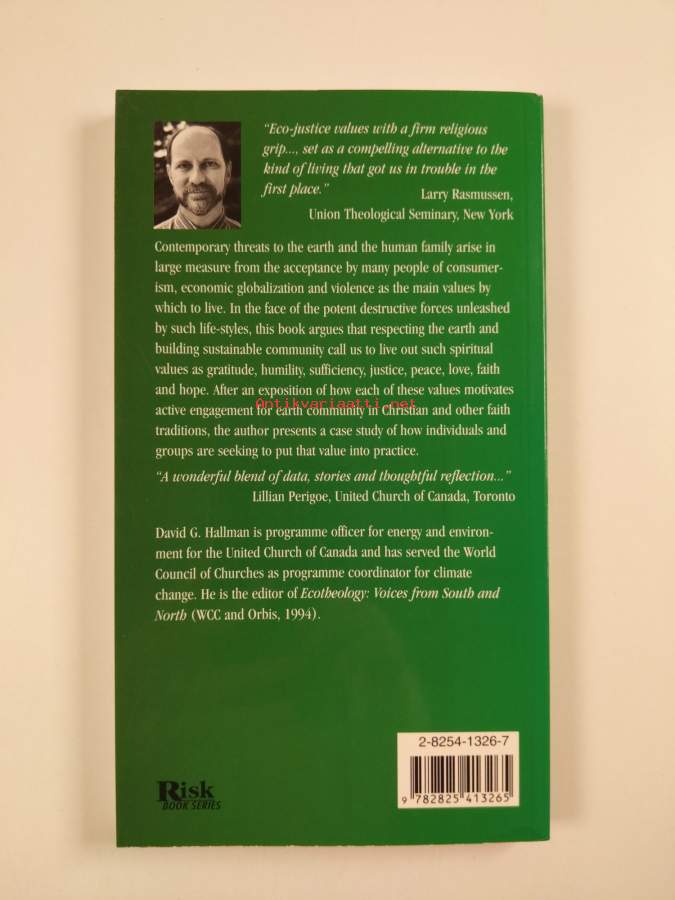 “Eco-justice values with a firm religious
grip..., set as a compelling alternative to the
kind of living that got us in trouble in the
first place.”
Larry Rasmussen,
Union Theological Seminary, New York
Contemporary threats to the earth and the human family arise in
large measure from the acceptance by many people of consumer-
ism, economic globalization and violence as the main values by
which to live. In the face of the potent destructive forces unleashed
by such life-styles, this book argues that respecting the earth and
building sustainable community call us to live out such spiritual
values as gratitude, humility, sufficiency, justice, peace, love, faith
and hope. After an exposition of how each of these values motivates
Antikvariaatti.net
active engagement for earth community in Christian and other faith
traditions, the author presents a case study of how individuals and
groups are seeking to put that value into practice.
“A wonderful blend of data, stories and thoughtful reflection...”
Lillian Perigoe, United Church of Canada, Toronto
David G. Hallman is programme officer for energy and environ-
ment for the United Church of Canada and has served the World
Council of Churches as programme coordinator for climate
change. He is the editor of Ecotheology: Voices from South and
North (WCC and Orbis, 1994).
2-8254-1326-7
9 782825 413265
Risk
BOOK SERIES